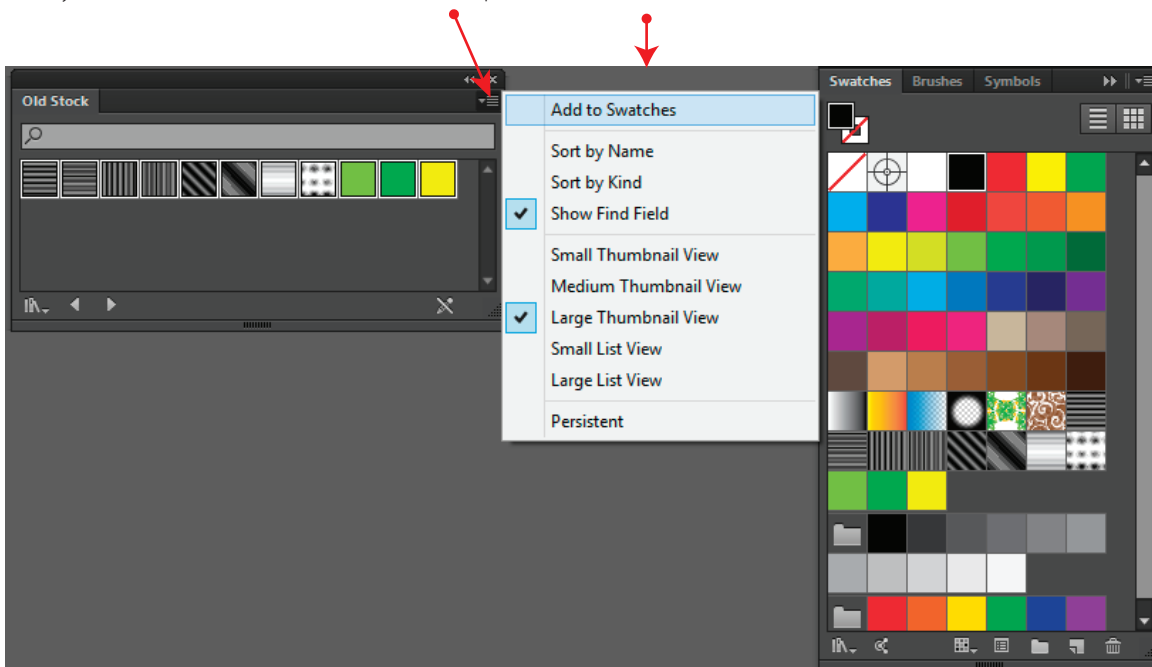 Old Stock
Add to Swatches
Sort by Name
Sort by Kind
Show Find Field
Small Thumbnail View
Medium Thumbnail View
Large Thumbnail View
Small List View
Large List View
Persistent
Swatches Brushes Symbols